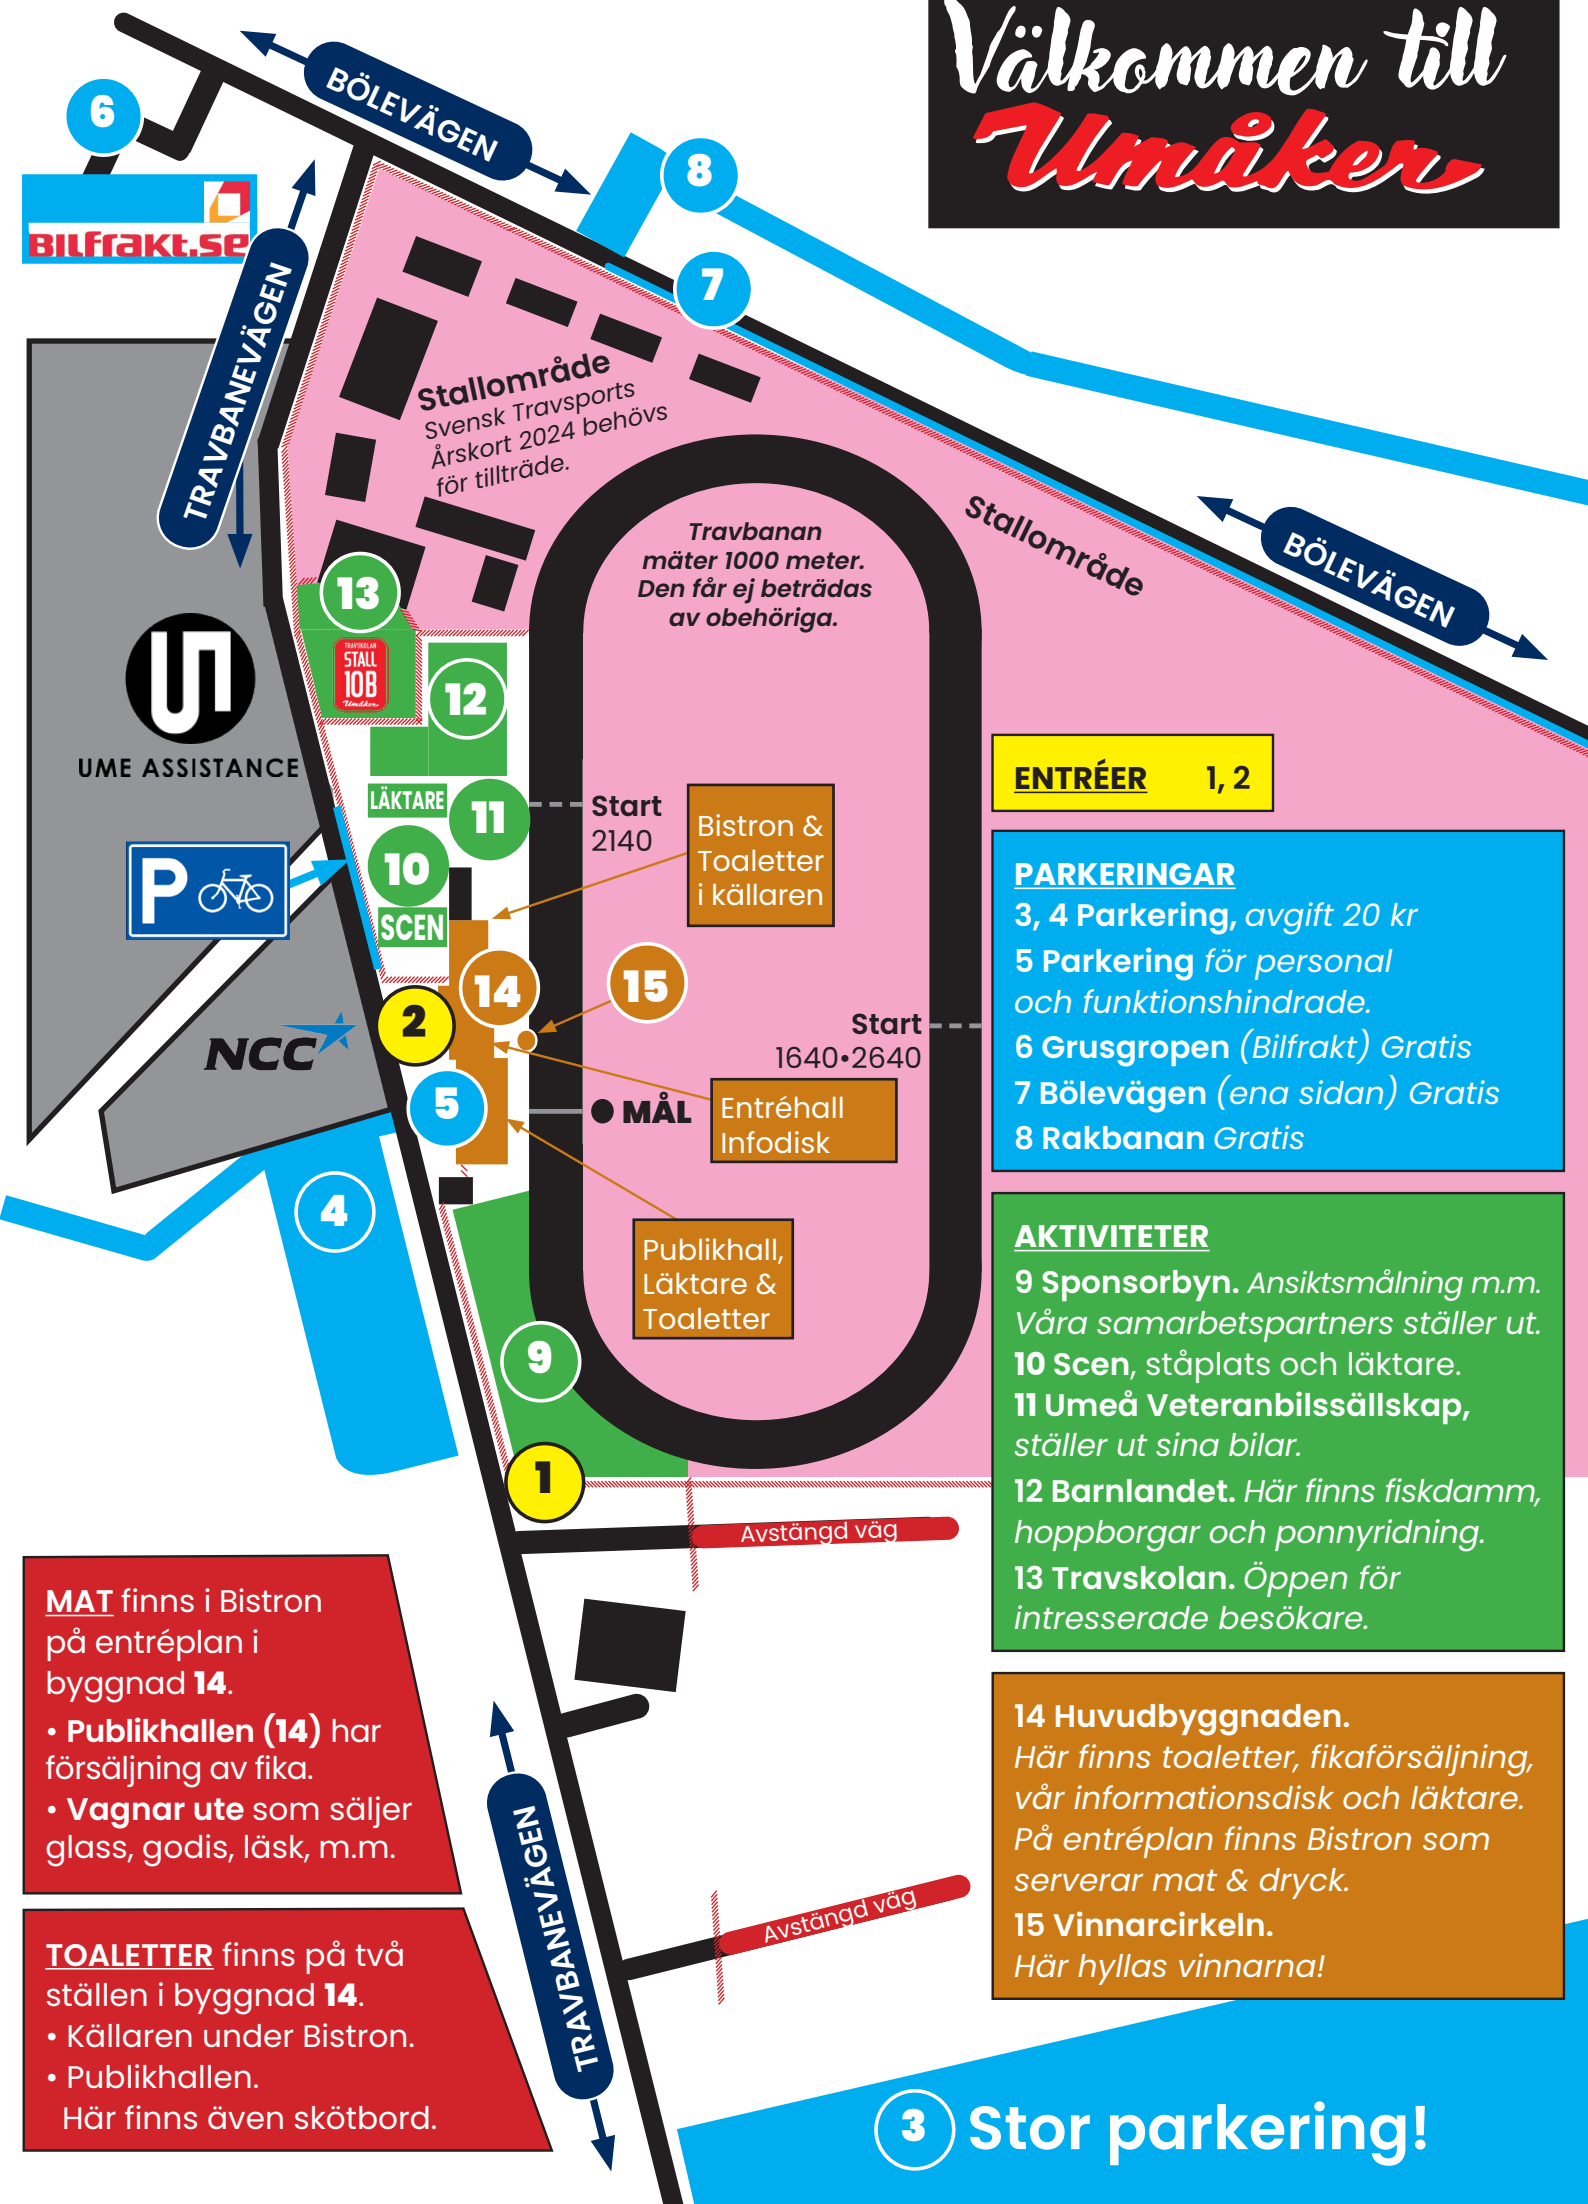 Välkommen till
Umåker
BÖLEVÄGEN
6
8
BILFRAKT.SE
7
TRAVBANEVÄGEN
Stallområde
Svensk Travsports
Årskort 2024 behövs
för tillträde.
Travbanan
mäter 1000 meter.
Den får ej beträdas
av obehöriga.
Stallområde
BÖLEVÄGEN
13
TRAVSKOLAN
STALL
10B
Umåker
12
UME ASSISTANCE
LÄKTARE
11
Start
2140
Bistron &
Toaletter
i källaren
10
P
SCEN
14
15
2
NCC
Start
1640•2640
5
MÅL
Entréhall
Infodisk
4
Publikhall,
Läktare &
Toaletter
9
1
Avstängd väg
Avstängd väg
TRAVBANEVÄGEN
ENTRÉER 1, 2
PARKERINGAR
3, 4 Parkering, avgift 20 kr
5 Parkering för personal
och funktionshindrade.
6 Grusgropen (Bilfrakt) Gratis
7 Bölevägen (ena sidan) Gratis
8 Rakbanan Gratis
AKTIVITETER
9 Sponsorbyn. Ansiktsmålning m.m.
Våra samarbetspartners ställer ut.
10 Scen, ståplats och läktare.
11 Umeå Veteranbilssällskap,
ställer ut sina bilar.
12 Barnlandet. Här finns fiskdamm,
hoppborgar och ponnyridning.
13 Travskolan. Öppen för
intresserade besökare.
14 Huvudbyggnaden.
Här finns toaletter, fikaförsäljning,
vår informationsdisk och läktare.
På entréplan finns Bistron som
serverar mat & dryck.
15 Vinnarcirkeln.
Här hyllas vinnarna!
MAT finns i Bistron
på entréplan i
byggnad 14.
• Publikhallen (14) har
försäljning av fika.
• Vagnar ute som säljer
glass, godis, läsk, m.m.
TOALETTER finns på två
ställen i byggnad 14.
• Källaren under Bistron.
• Publikhallen.
Här finns även skötbord.
3 Stor parkering!